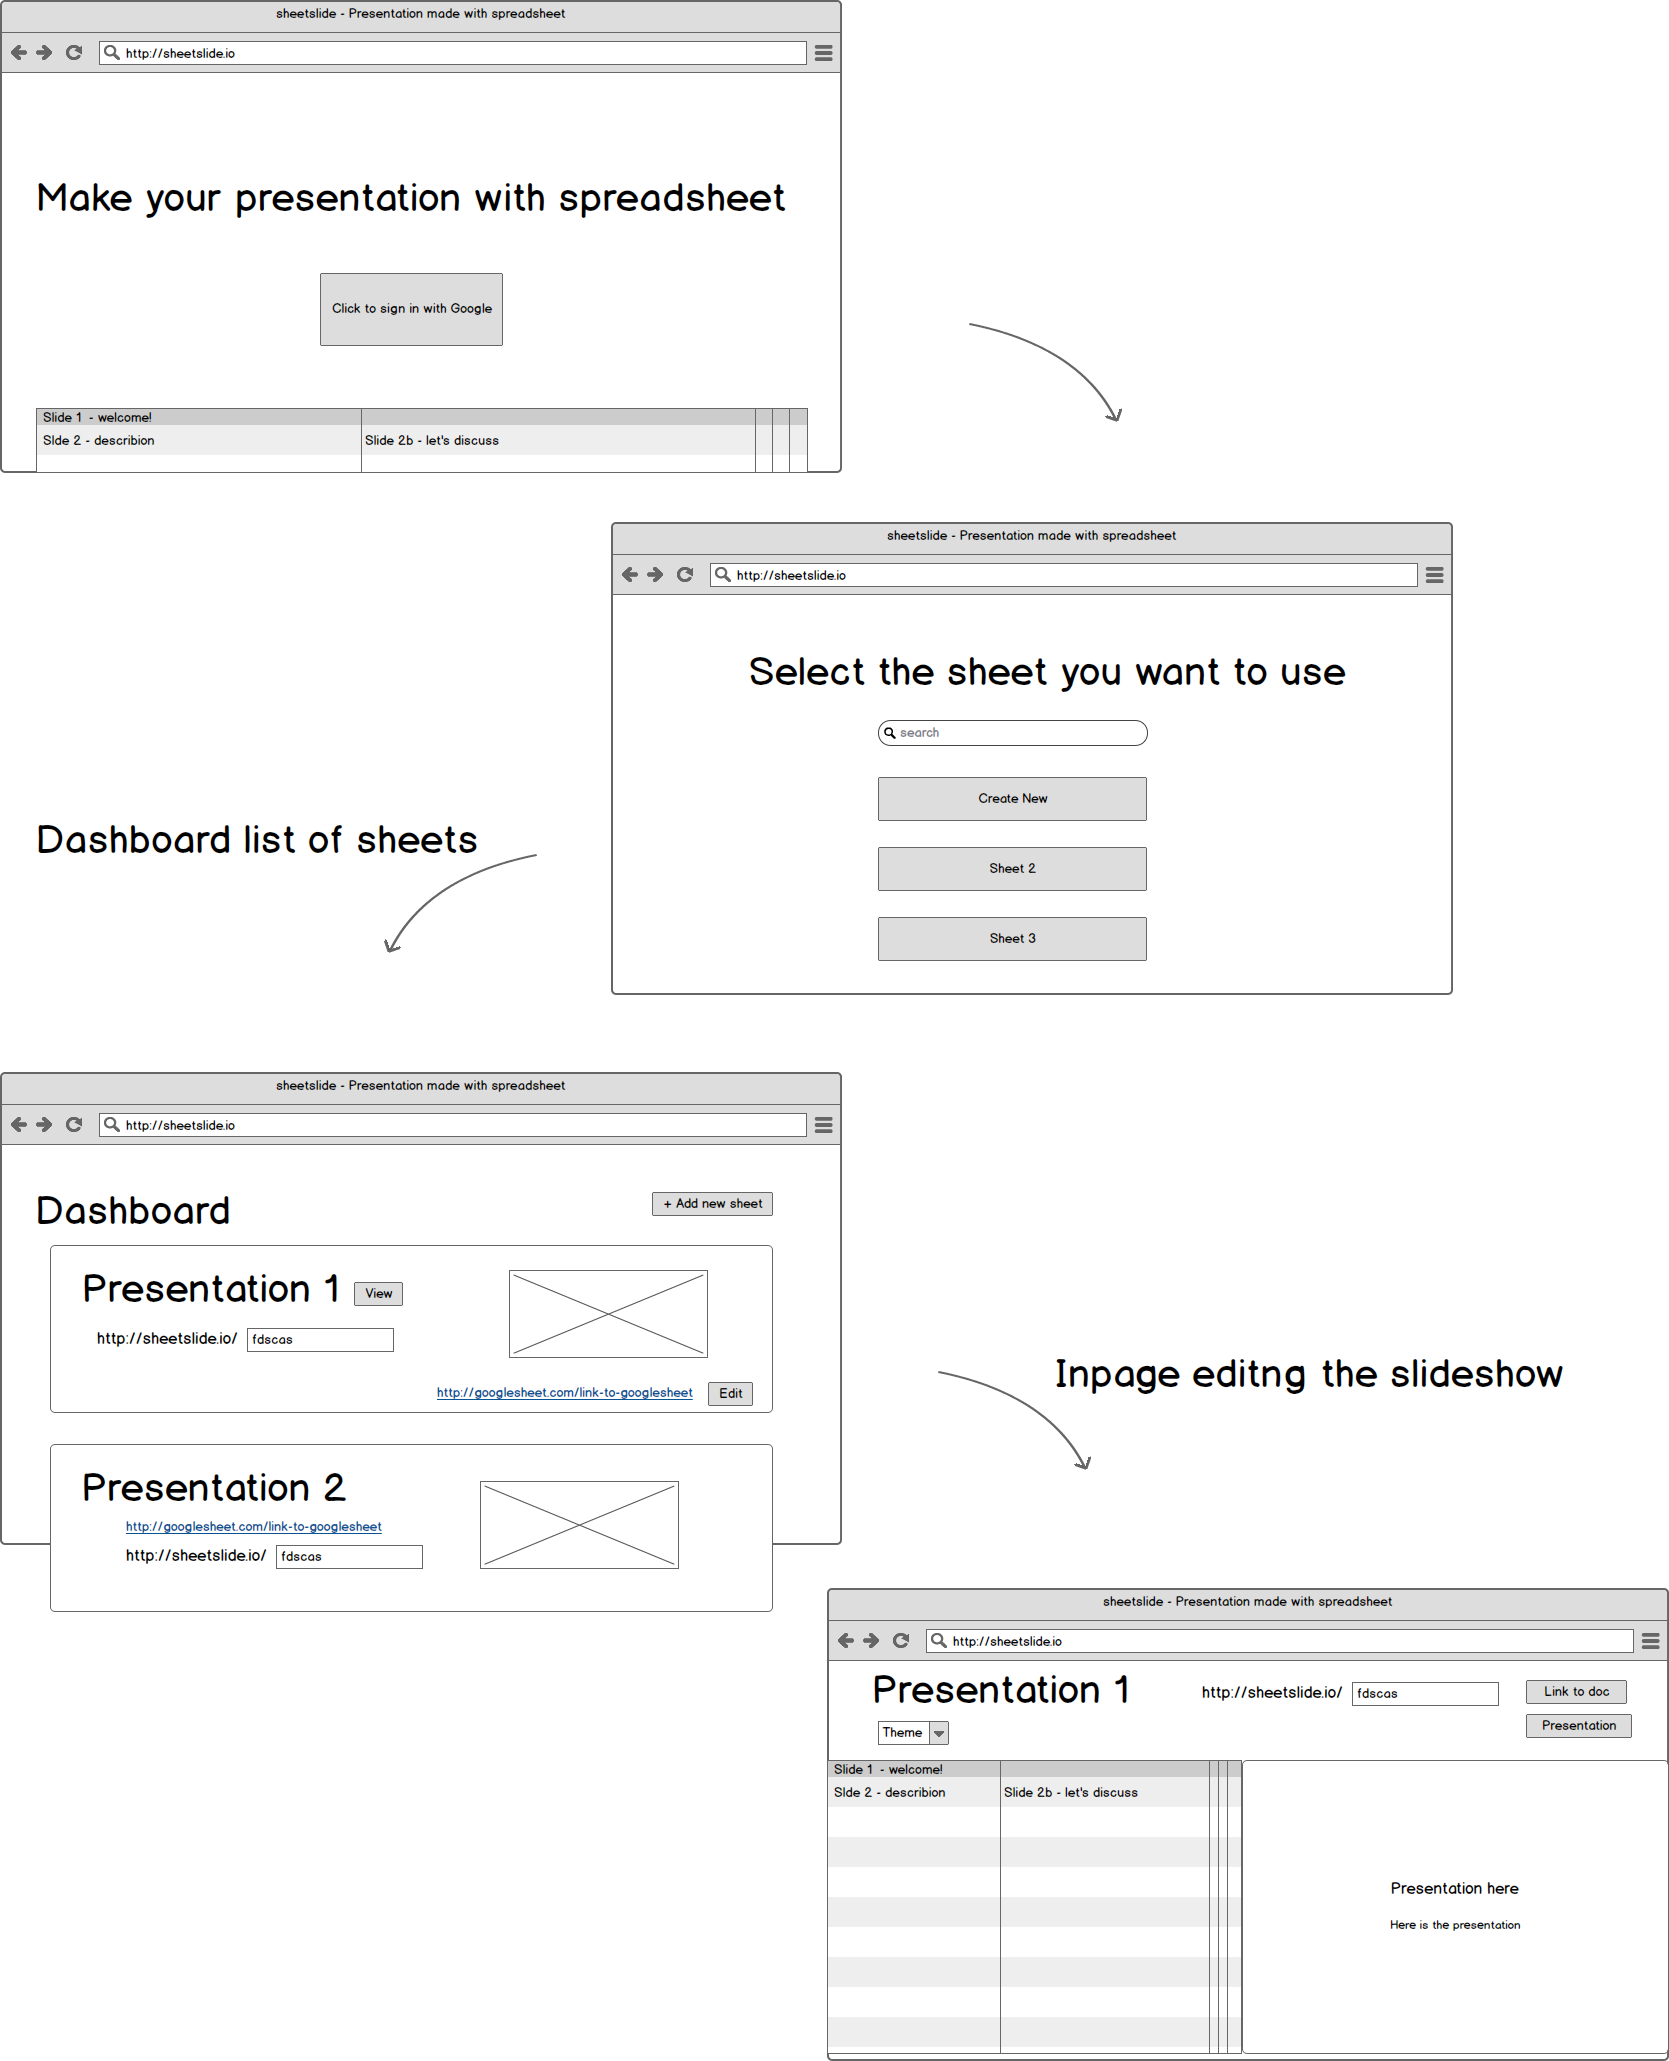 sheetslide - Presentation made with spreadsheet
http://sheetslide.io
Make your presentation with spreadsheet
Click to sign in with Google
Slide 1 - welcome!
Slde 2 - describion
Slide 2b - let's discuss
sheetslide - Presentation made with spreadsheet
http://sheetslide.io
Select the sheet you want to use
search
Create New
Sheet 2
Sheet 3
Dashboard list of sheets
sheetslide - Presentation made with spreadsheet
http://sheetslide.io
Dashboard
+ Add new sheet
Presentation 1
View
http://sheetslide.io/
fdscas
http://googlesheet.com/link-to-googlesheet
Edit
Presentation 2
http://googlesheet.com/link-to-googlesheet
http://sheetslide.io/
fdscas
Inpage editng the slideshow
sheetslide - Presentation made with spreadsheet
http://sheetslide.io
Presentation 1
http://sheetslide.io/
fdscas
Link to doc
Theme
Presentation
Slide 1 - welcome!
Slde 2 - describion
Slide 2b - let's discuss
Presentation here
Here is the presentation